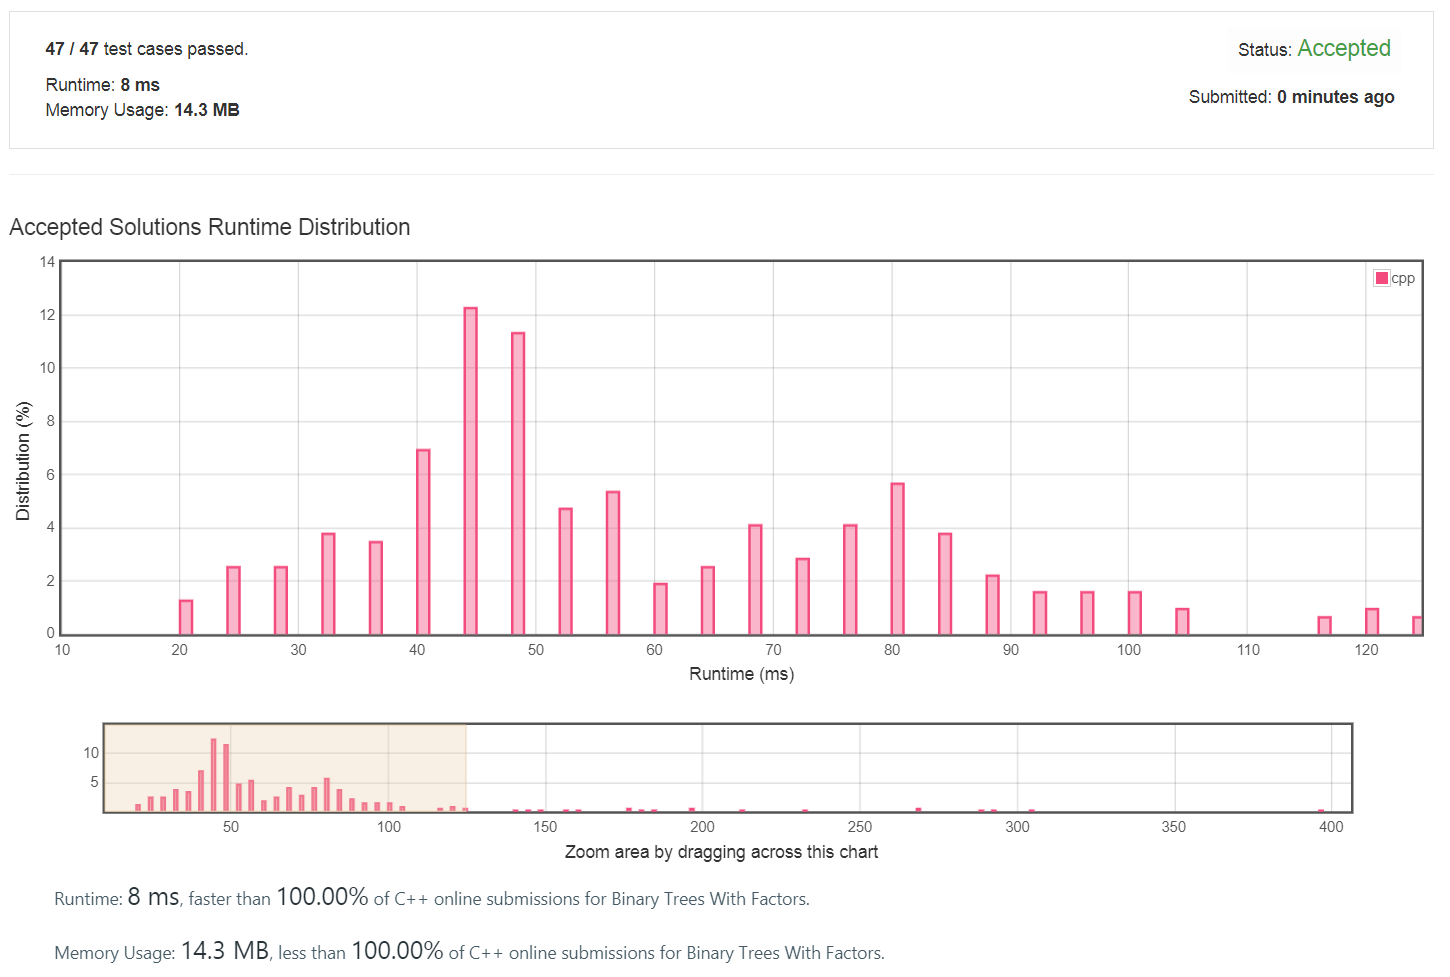 47 / 47 test cases passed.
Status: Accepted
Runtime: 8 ms
Memory Usage: 14.3 MB
Submitted: 0 minutes ago
Accepted Solutions Runtime Distribution
14
12
10
8
6
4
2
0
Distribution (%)
cpp
10 20 30 40 50 60 70 80 90 100 110 120
Runtime (ms)
10
5
50 100 150 200 250 300 350 400
Zoom area by dragging across this chart
Runtime: 8 ms, faster than 100.00% of C++ online submissions for Binary Trees With Factors.
Memory Usage: 14.3 MB, less than 100.00% of C++ online submissions for Binary Trees With Factors.